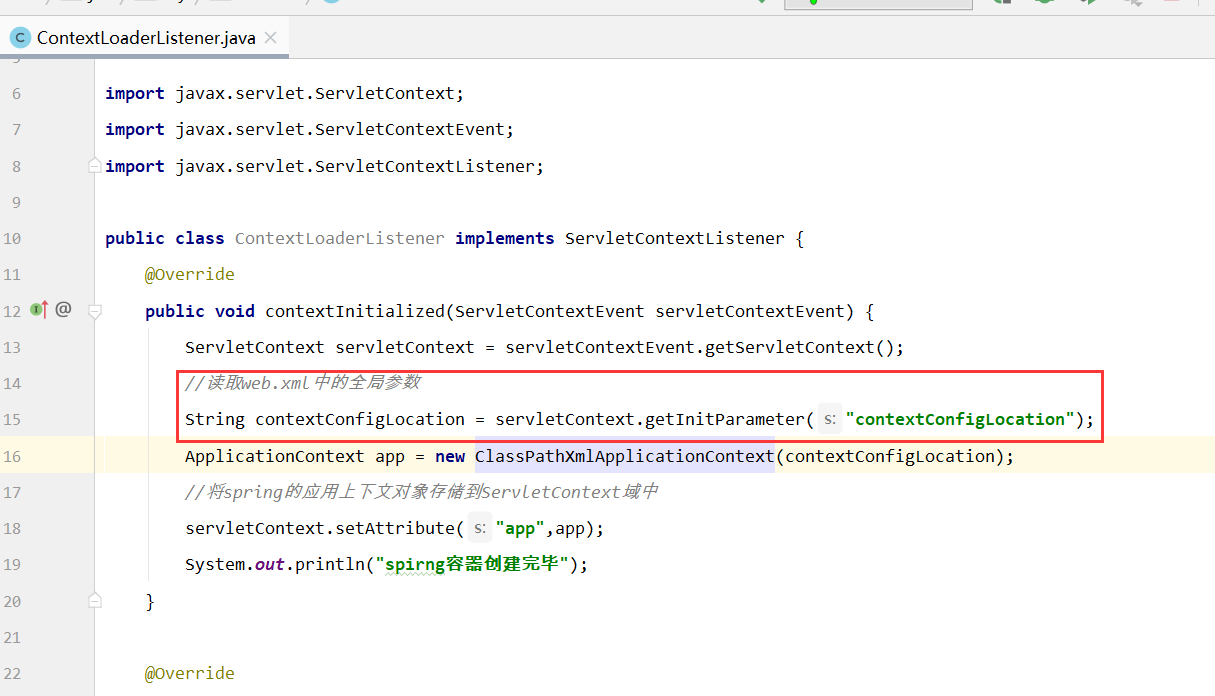 C ContextLoaderListener.java
6 import javax.servlet.ServletContext;
7 import javax.servlet.ServletContextEvent;
8 import javax.servlet.ServletContextListener;
9
10 public class ContextLoaderListener implements ServletContextListener {
11 @Override
12 I @ public void contextInitialized(ServletContextEvent servletContextEvent) {
13 ServletContext servletContext = servletContextEvent.getServletContext();
14 //读取web.xml中的全局参数
15 String contextConfigLocation = servletContext.getInitParameter( s: "contextConfigLocation");
16 ApplicationContext app = new ClassPathXmlApplicationContext(contextConfigLocation);
17 //将spring的应用上下文对象存储到ServletContext域中
18 servletContext.setAttribute( s: "app",app);
19 System.out.println("spirng容器创建完毕");
20 }
21
22 @Override